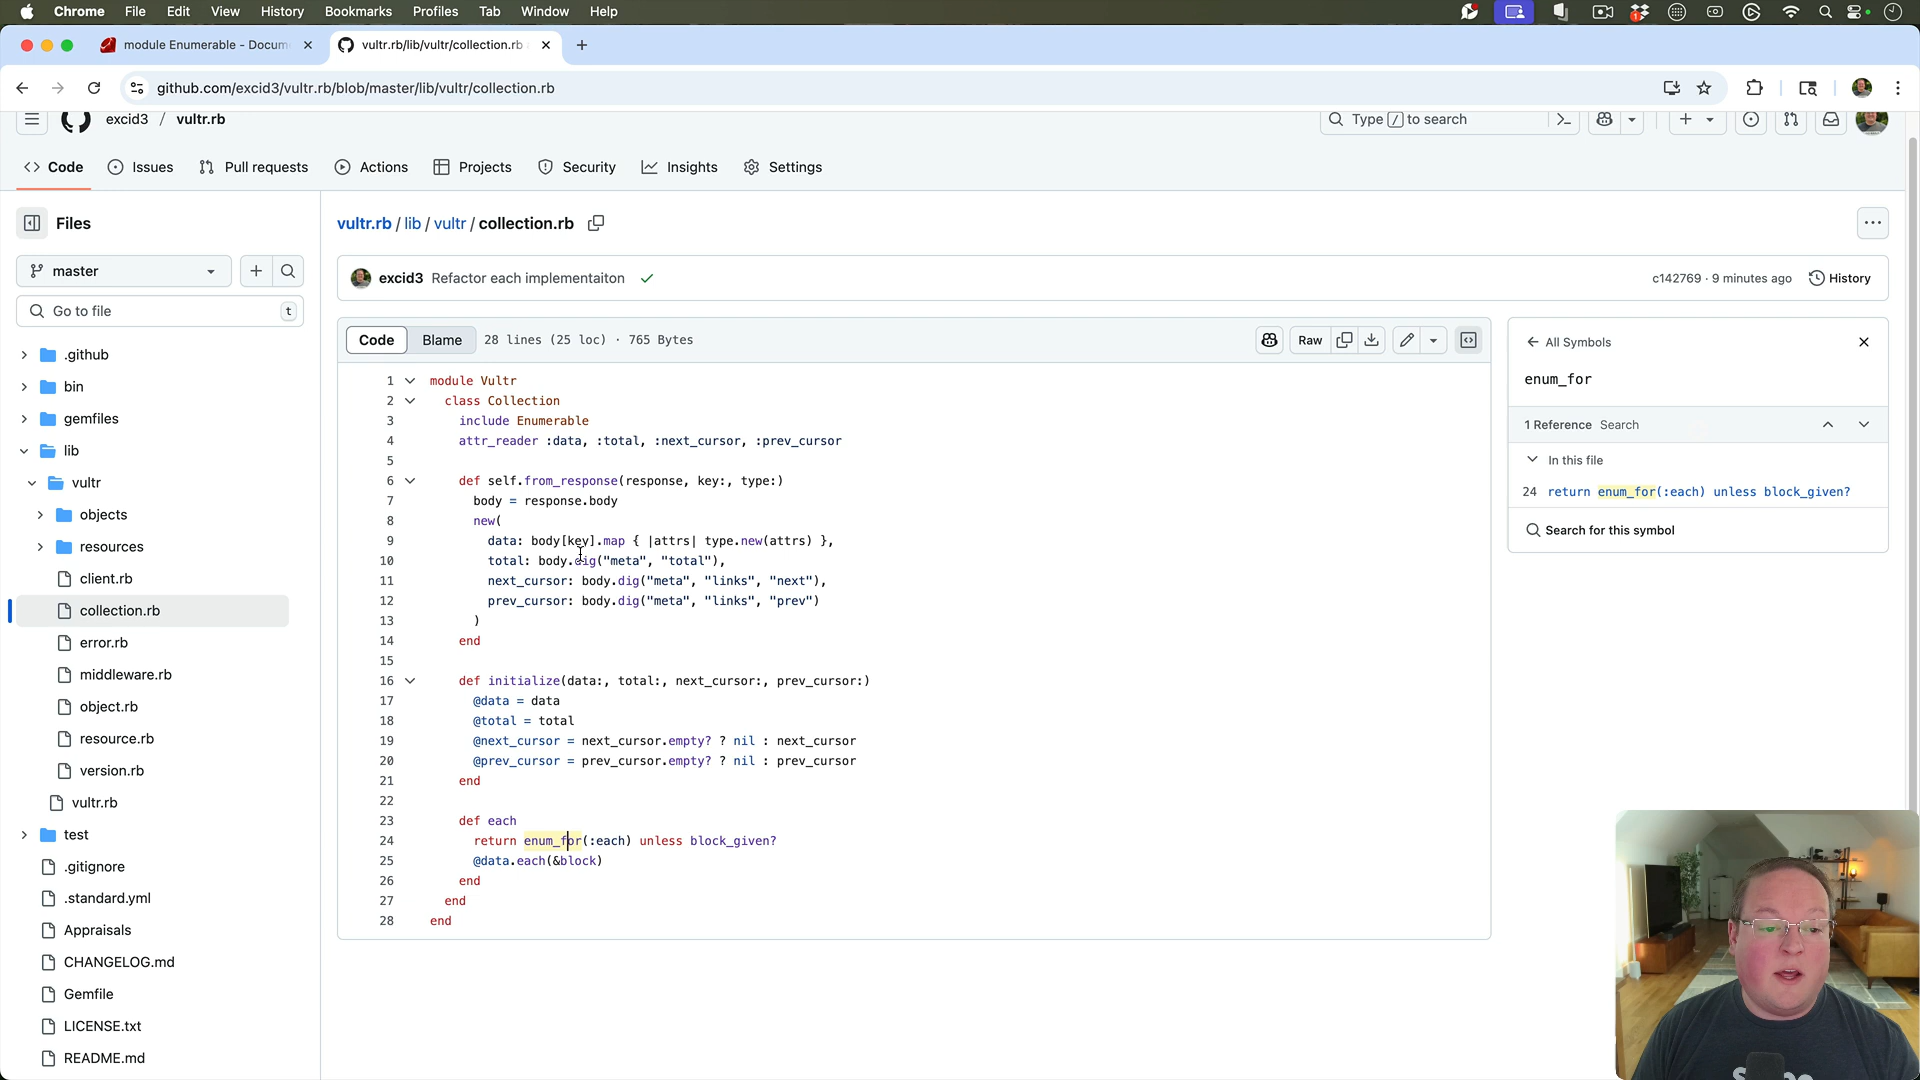 Chrome File Edit View History Bookmarks Profiles Tab Window Help
module Enumerable - Docum
vultr.rb/lib/vultr/collection.rb
github.com/excid3/vultr.rb/blob/master/lib/vultr/collection.rb
excid3 / vultr.rb
Type / to search
Code Issues Pull requests Actions Projects Security Insights Settings
Files
master
Go to file t
.github
bin
gemfiles
lib
vultr
objects
resources
client.rb
collection.rb
error.rb
middleware.rb
object.rb
resource.rb
version.rb
vultr.rb
test
.gitignore
.standard.yml
Appraisals
CHANGELOG.md
Gemfile
LICENSE.txt
README.md
vultr.rb / lib / vultr / collection.rb
excid3 Refactor each implementaiton
c142769 · 9 minutes ago History
Code Blame 28 lines (25 loc) · 765 Bytes
Raw
1 module Vultr
2 class Collection
3 include Enumerable
4 attr_reader :data, :total, :next_cursor, :prev_cursor
5
6 def self.from_response(response, key:, type:)
7 body = response.body
8 new(
9 data: body[key].map { |attrs| type.new(attrs) },
10 total: body.dig("meta", "total"),
11 next_cursor: body.dig("meta", "links", "next"),
12 prev_cursor: body.dig("meta", "links", "prev")
13 )
14 end
15
16 def initialize(data:, total:, next_cursor:, prev_cursor:)
17 @data = data
18 @total = total
19 @next_cursor = next_cursor.empty? ? nil : next_cursor
20 @prev_cursor = prev_cursor.empty? ? nil : prev_cursor
21 end
22
23 def each
24 return enum_for(:each) unless block_given?
25 @data.each(&block)
26 end
27 end
28 end
All Symbols
enum_for
1 Reference Search
In this file
24 return enum_for(:each) unless block_given?
Search for this symbol